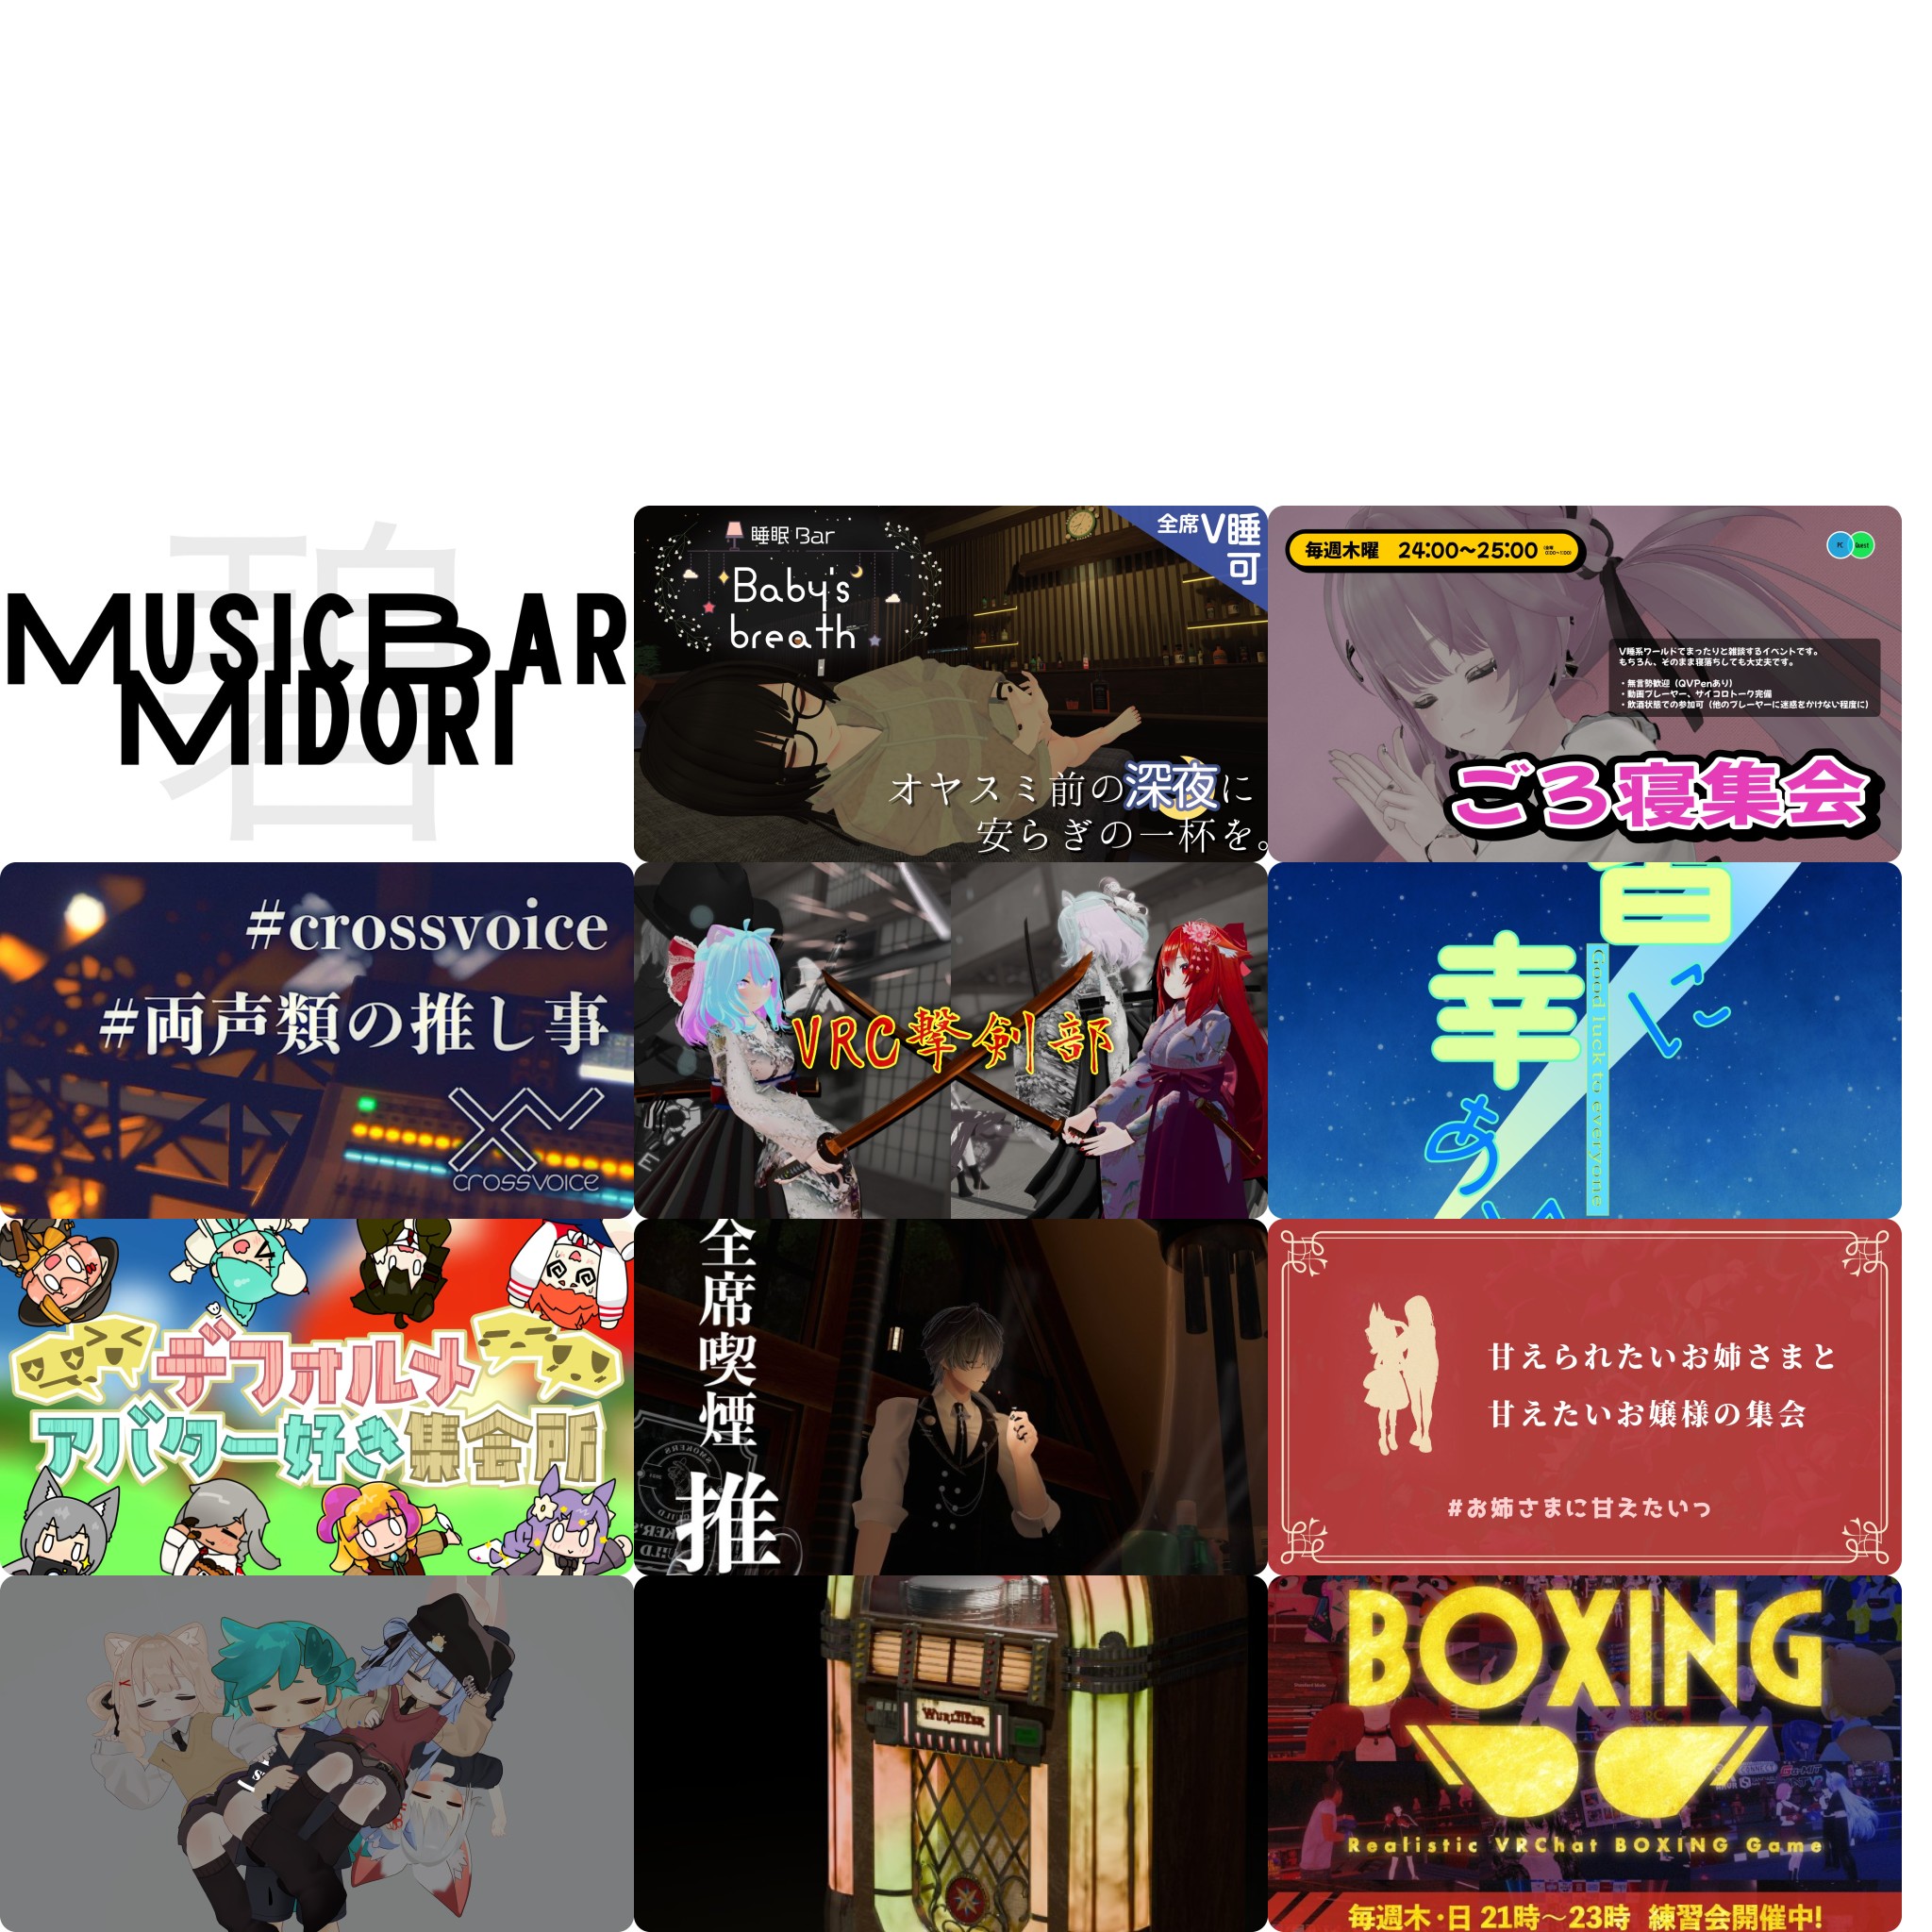 碧
MUSICBAR
MIDORI
睡眠 Bar
Baby's
breath
全席V睡
可
オヤスミ前の深夜に
安らぎの一杯を。
毎週木曜 24:00～25:00
PC
Quest
V睡系ワールドでまったりと雑談するイベントです。
もちろん、そのまま寝落ちしても大丈夫です。
・無言勢歓迎（QVPenあり）
・動画プレーヤー、サイコロトーク完備
・飲酒状態での参加可（他のプレーヤーに迷惑をかけない程度に）
ごろ寝集会
#crossvoice
#両声類の推し事
crossvoice
VRC撃剣部
に
幸
あ
Good luck to everyone
デフォルメ
アバター好き集会所
全席喫煙
推
甘えられたいお姉さまと
甘えたいお嬢様の集会
#お姉さまに甘えたいっ
WURLITZER
BOXING
Realistic VRChat BOXING Game
毎週木・日 21時～23時 練習会開催中!